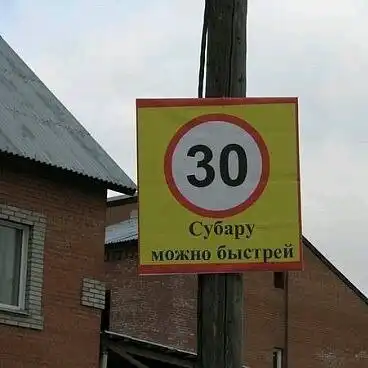 30
Субару
можно быстрей